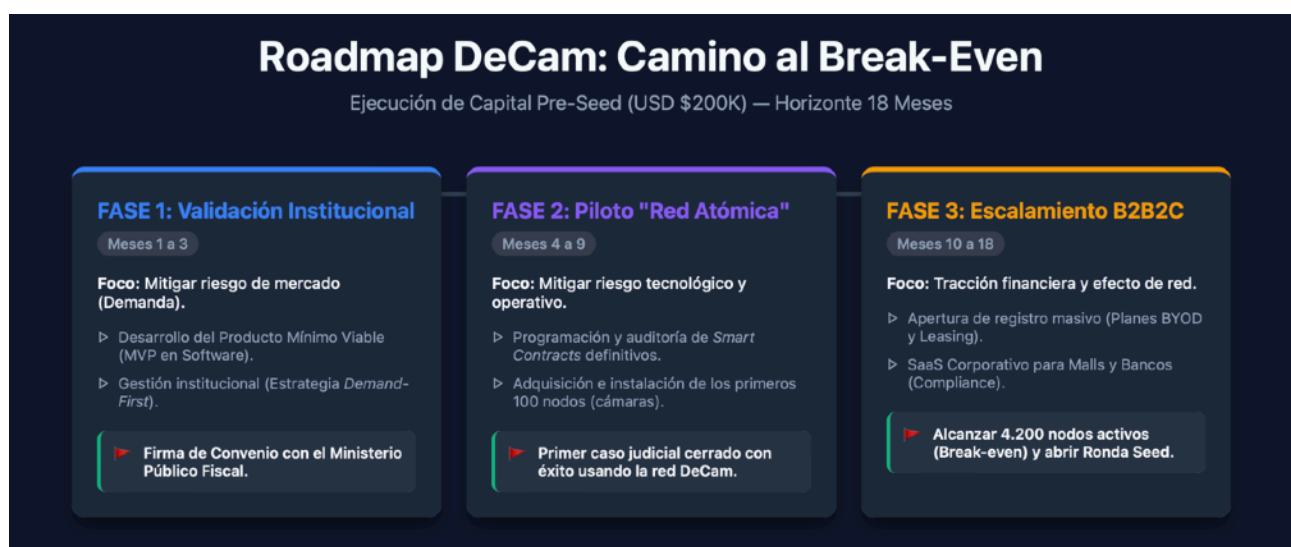 Roadmap DeCam: Camino al Break-Even
Ejecución de Capital Pre-Seed (USD $200K) — Horizonte 18 Meses
FASE 1: Validación Institucional
Meses 1 a 3
Foco: Mitigar riesgo de mercado
(Demanda).
Desarrollo del Producto Mínimo Viable
(MVP en Software).
Gestión institucional (Estrategia Demand-
First).
Firma de Convenio con el Ministerio
Público Fiscal.
FASE 2: Piloto "Red Atómica"
Meses 4 a 9
Foco: Mitigar riesgo tecnológico y
operativo.
Programación y auditoría de Smart
Contracts definitivos.
Adquisición e instalación de los primeros
100 nodos (cámaras).
Primer caso judicial cerrado con
éxito usando la red DeCam.
FASE 3: Escalamiento B2B2C
Meses 10 a 18
Foco: Tracción financiera y efecto de red.
Apertura de registro masivo (Planes BYOD
y Leasing).
SaaS Corporativo para Malls y Bancos
(Compliance).
Alcanzar 4.200 nodos activos
(Break-even) y abrir Ronda Seed.